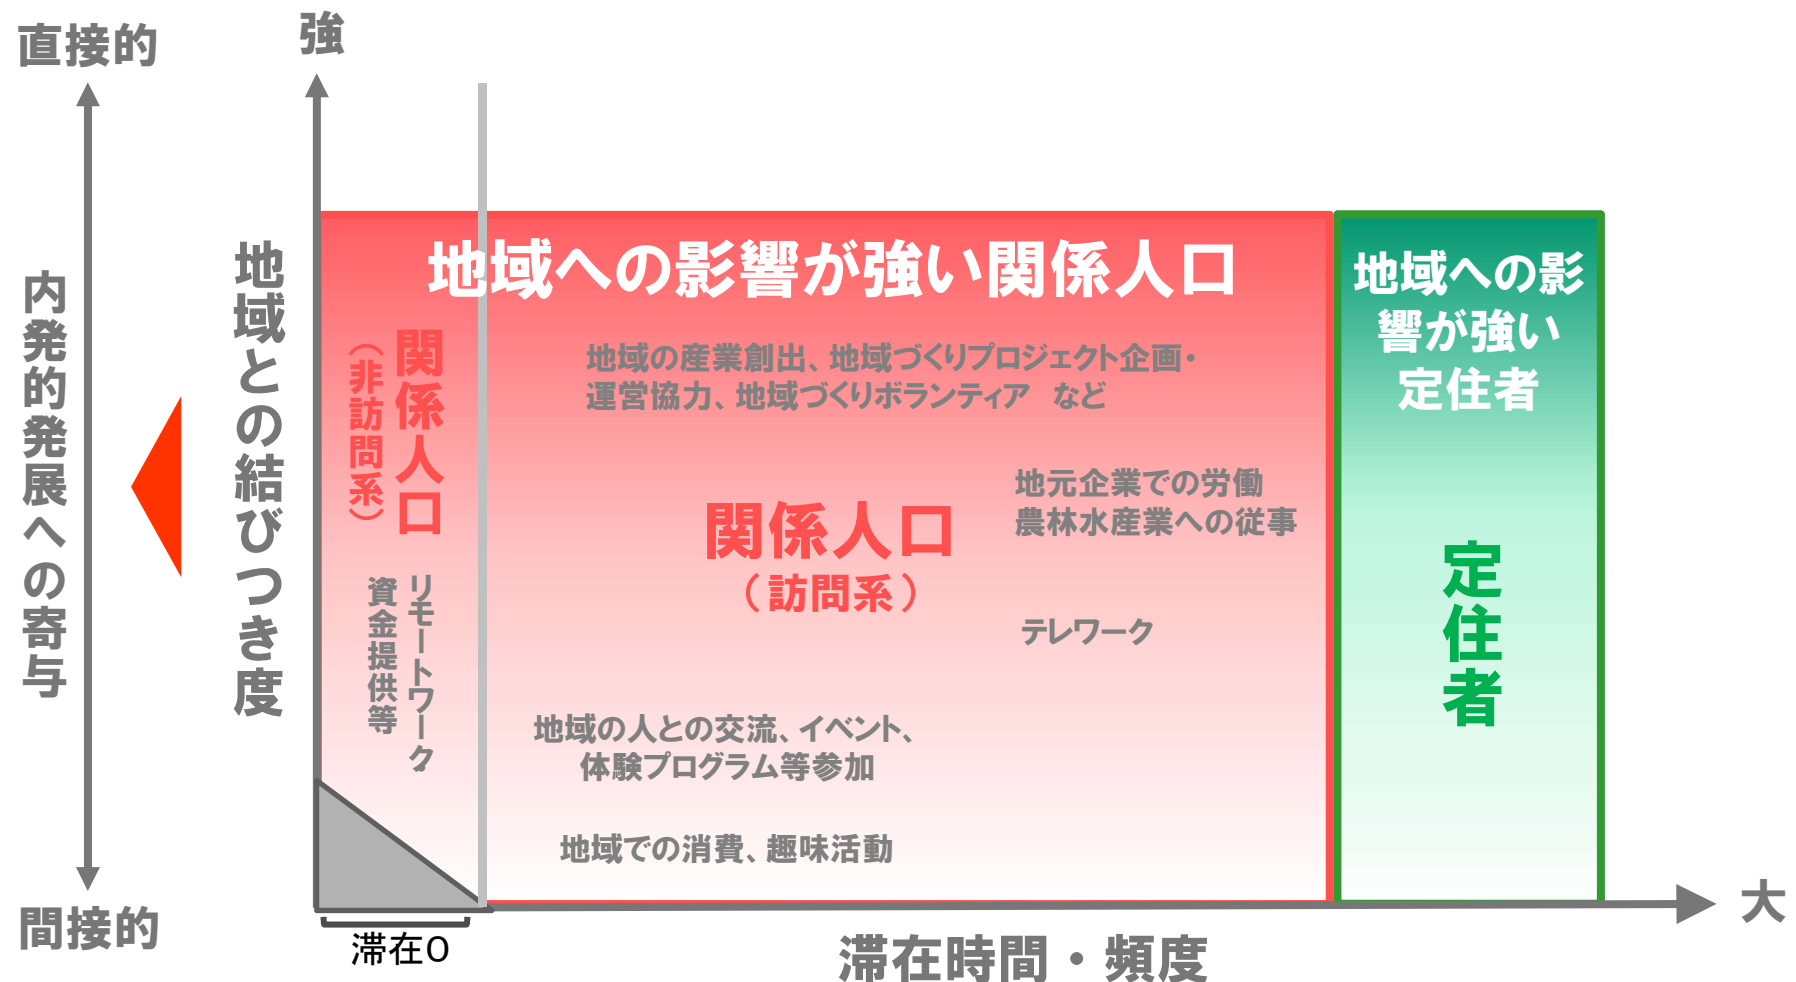 直接的
内発的発展への寄与
間接的
強
地域との結びつき度
地域への影響が強い関係人口
関係人口
（非訪問系）
リモートワーク
資金提供等
地域の産業創出、地域づくりプロジェクト企画・
運営協力、地域づくりボランティア　など
地元企業での労働
農林水産業への従事
関係人口
（訪問系）
テレワーク
地域の人との交流、イベント、
体験プログラム等参加
地域での消費、趣味活動
地域への影
響が強い
定住者
定住者
大
滞在0
滞在時間・頻度